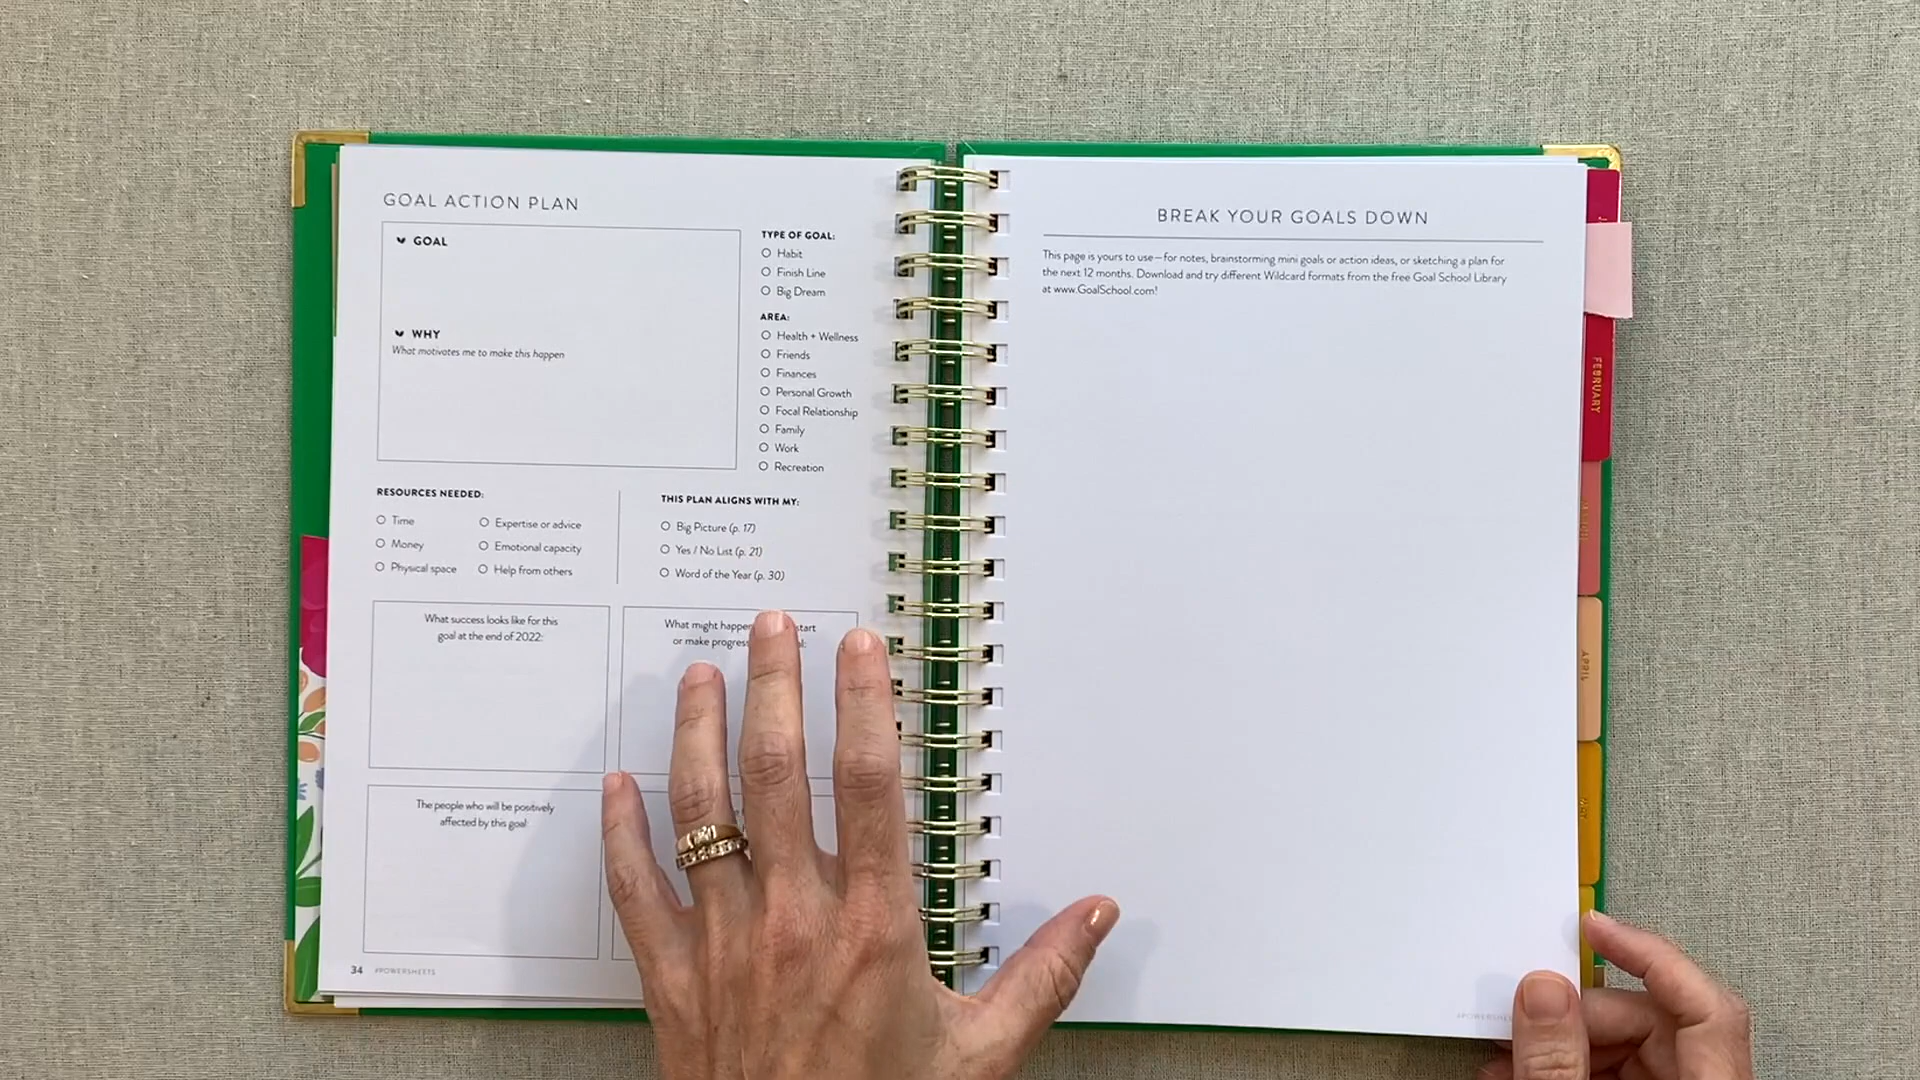 GOAL ACTION PLAN
GOAL
WHY
What motivates me to make this happen
TYPE OF GOAL:
Habit
Finish Line
Big Dream
AREA:
Health + Wellness
Friends
Finances
Personal Growth
Focal Relationship
Family
Work
Recreation
RESOURCES NEEDED:
Time
Money
Physical space
Expertise or advice
Emotional capacity
Help from others
THIS PLAN ALIGNS WITH MY:
Big Picture (p. 17)
Yes / No List (p. 21)
Word of the Year (p. 30)
What success looks like for this
goal at the end of 2022:
What might happen start
or make progress
The people who will be positively
affected by this goal:
34 #POWERSHEETS
BREAK YOUR GOALS DOWN
This page is yours to use—for notes, brainstorming mini goals or action ideas, or sketching a plan for
the next 12 months. Download and try different Wildcard formats from the free Goal School Library
at www.GoalSchool.com!
FEBRUARY
MARCH
APRIL
MAY